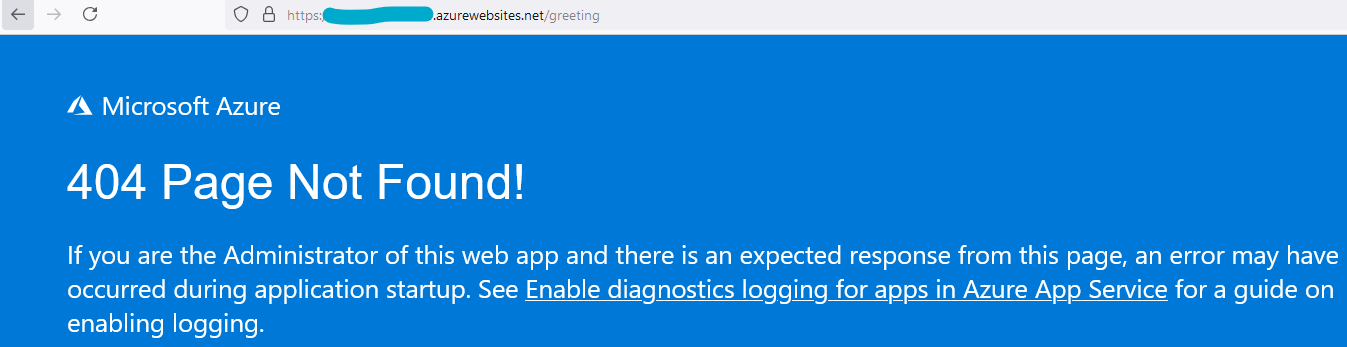 https:/ .azurewebsites.net/greeting
Microsoft Azure
404 Page Not Found!
If you are the Administrator of this web app and there is an expected response from this page, an error may have
occurred during application startup. See Enable diagnostics logging for apps in Azure App Service for a guide on
enabling logging.